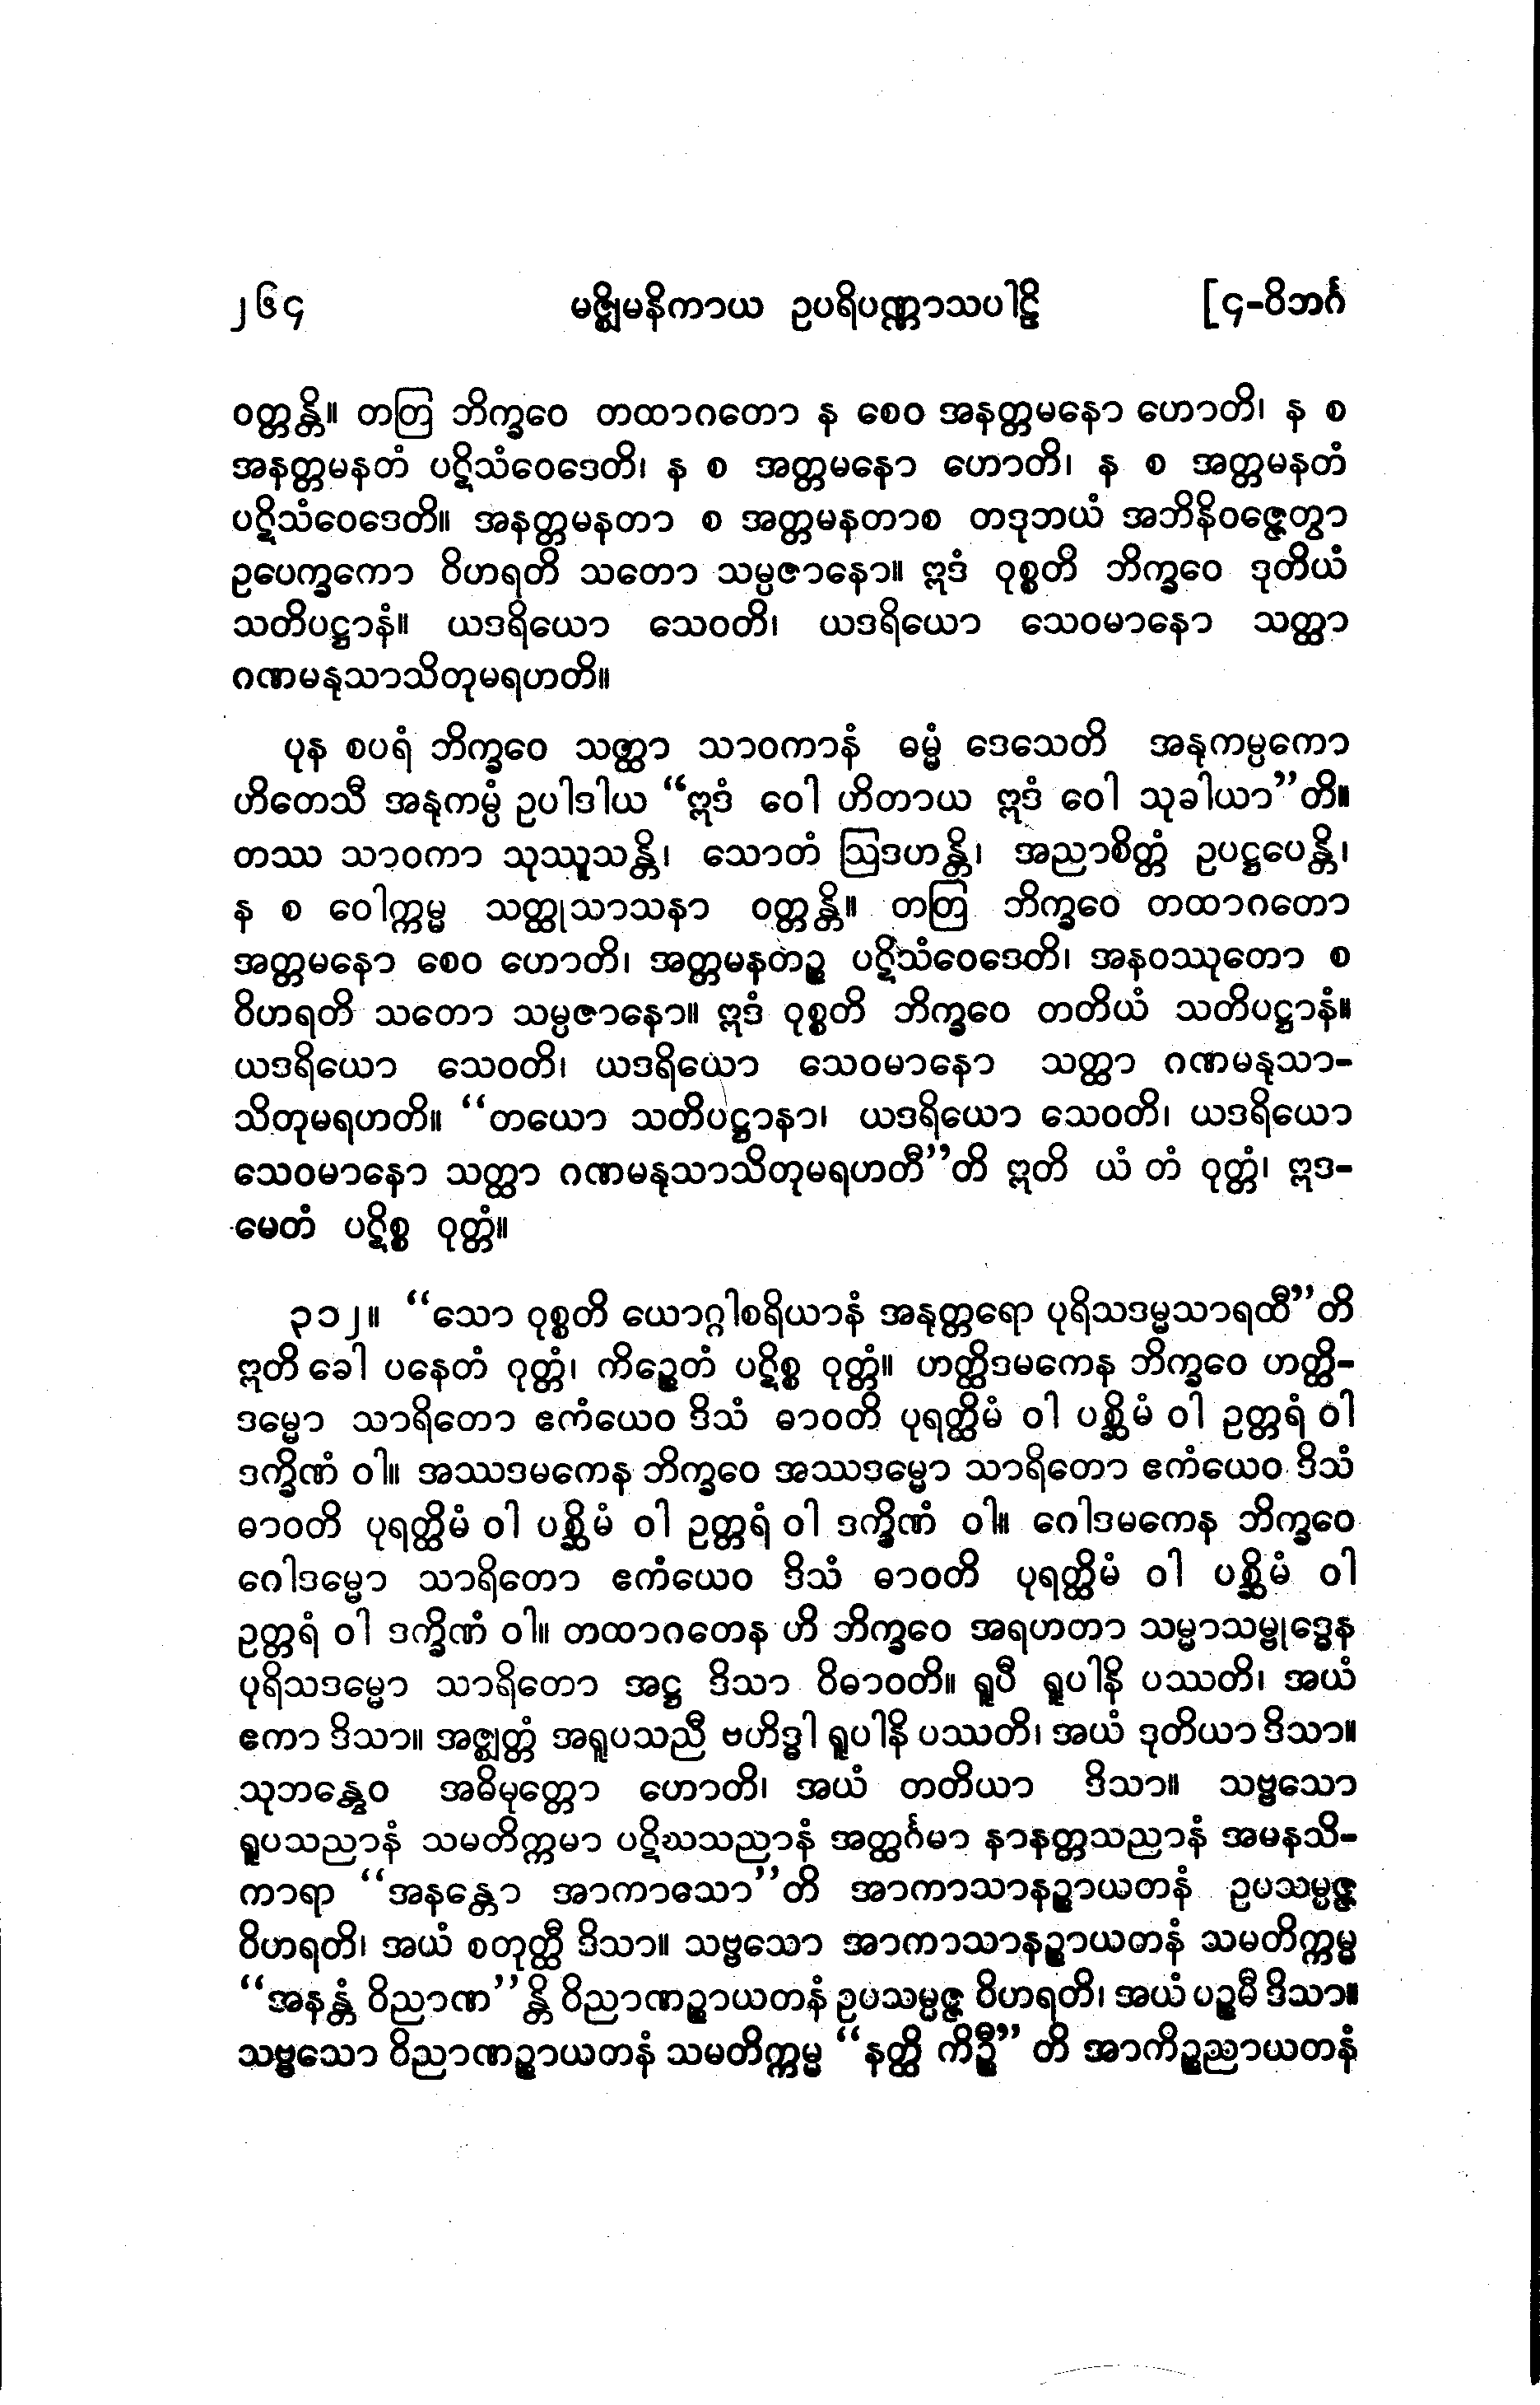 ၂၆၄ မဇ္ဈိမနိကာယ ဥပရိပဏ္ဏာသပါဠိ [၄-ဝိဘင်္ဂ
ဝတ္တန္တိ။ တတြ ဘိက္ခဝေ တထာဂတော န စေဝ အနတ္တမနော ဟောတိ၊ န စ
အနတ္တမနတံ ပဋိသံဝေဒေတိ၊ န စ အတ္တမနော ဟောတိ၊ န စ အတ္တမနတံ
ပဋိသံဝေဒေတိ။ အနတ္တမနတာ စ အတ္တမနတာစ တဒုဘယံ အဘိနိဝဇ္ဇေတွာ
ဥပေက္ခကော ဝိဟရတိ သတော သမ္ပဇာနော။ ဣဒံ ဝုစ္စတိ ဘိက္ခဝေ ဒုတိယံ
သတိပဋ္ဌာနံ။ ယဒရိယော သေဝတိ၊ ယဒရိယော သေဝမာနော သတ္ထာ
ဂဏမနုသာသိတုမရဟတိ။
ပုန စပရံ ဘိက္ခဝေ သတ္ထာ သာဝကာနံ ဓမ္မံ ဒေသေတိ အနုကမ္ပကော
ဟိတေသီ အနုကမ္ပံ ဥပါဒါယ “ဣဒံ ဝေါ ဟိတာယ ဣဒံ ဝေါ သုခါယာ”တိ။
တဿ သာဝကာ သုဿူသန္တိ၊ သောတံ ဩဒဟန္တိ၊ အညာစိတ္တံ ဥပဋ္ဌပေန္တိ၊
န စ ဝေါက္ကမ္မ သတ္ထုသာသနာ ဝတ္တန္တိ။ တတြ ဘိက္ခဝေ တထာဂတော
အတ္တမနော စေဝ ဟောတိ၊ အတ္တမနတဉ္စ ပဋိသံဝေဒေတိ၊ အနဝဿုတော စ
ဝိဟရတိ သတော သမ္ပဇာနော။ ဣဒံ ဝုစ္စတိ ဘိက္ခဝေ တတိယံ သတိပဋ္ဌာနံ။
ယဒရိယော သေဝတိ၊ ယဒရိယော သေဝမာနော သတ္ထာ ဂဏမနုသာ-
သိတုမရဟတိ။ “တယော သတိပဋ္ဌာနာ၊ ယဒရိယော သေဝတိ၊ ယဒရိယော
သေဝမာနော သတ္ထာ ဂဏမနုသာသိတုမရဟတီ”တိ ဣတိ ယံ တံ ဝုတ္တံ၊ ဣဒ-
မေတံ ပဋိစ္စ ဝုတ္တံ။
၃၁၂။ “သော ဝုစ္စတိ ယောဂ္ဂါစရိယာနံ အနုတ္တရော ပုရိသဒမ္မသာရထီ”တိ
ဣတိ ခေါ ပနေတံ ဝုတ္တံ၊ ကိဉ္စေတံ ပဋိစ္စ ဝုတ္တံ။ ဟတ္ထိဒမကေန ဘိက္ခဝေ ဟတ္ထိ-
ဒမ္မော သာရိတော ဧကံယေဝ ဒိသံ ဓာဝတိ ပုရတ္ထိမံ ဝါ ပစ္ဆိမံ ဝါ ဥတ္တရံ ဝါ
ဒက္ခိဏံ ဝါ။ အဿဒမကေန ဘိက္ခဝေ အဿဒမ္မော သာရိတော ဧကံယေဝ ဒိသံ
ဓာဝတိ ပုရတ္ထိမံ ဝါ ပစ္ဆိမံ ဝါ ဥတ္တရံ ဝါ ဒက္ခိဏံ ဝါ။ ဂေါဒမကေန ဘိက္ခဝေ
ဂေါဒမ္မော သာရိတော ဧကံယေဝ ဒိသံ ဓာဝတိ ပုရတ္ထိမံ ဝါ ပစ္ဆိမံ ဝါ
ဥတ္တရံ ဝါ ဒက္ခိဏံ ဝါ။ တထာဂတေန ဟိ ဘိက္ခဝေ အရဟတာ သမ္မာသမ္ဗုဒ္ဓေန
ပုရိသဒမ္မော သာရိတော အဋ္ဌ ဒိသာ ဝိဓာဝတိ။ ရူပီ ရူပါနိ ပဿတိ၊ အယံ
ဧကာ ဒိသာ။ အဇ္ဈတ္တံ အရူပသညီ ဗဟိဒ္ဓါ ရူပါနိ ပဿတိ၊ အယံ ဒုတိယာ ဒိသာ။
သုဘန္တွေဝ အဓိမုတ္တော ဟောတိ၊ အယံ တတိယာ ဒိသာ။ သဗ္ဗသော
ရူပသညာနံ သမတိက္ကမာ ပဋိဃသညာနံ အတ္ထင်္ဂမာ နာနတ္တသညာနံ အမနသိ-
ကာရာ “အနန္တော အာကာသော”တိ အာကာသာနဉ္စာယတနံ ဥပသမ္ပဇ္ဇ
ဝိဟရတိ၊ အယံ စတုတ္ထီ ဒိသာ။ သဗ္ဗသော အာကာသာနဉ္စာယတနံ သမတိက္ကမ္မ
“အနန္တံ ဝိညာဏ”န္တိ ဝိညာဏဉ္စာယတနံ ဥပသမ္ပဇ္ဇ ဝိဟရတိ၊ အယံ ပဉ္စမီ ဒိသာ။
သဗ္ဗသော ဝိညာဏဉ္စာယတနံ သမတိက္ကမ္မ “နတ္ထိ ကိဉ္စီ” တိ အာကိဉ္စညာယတနံ